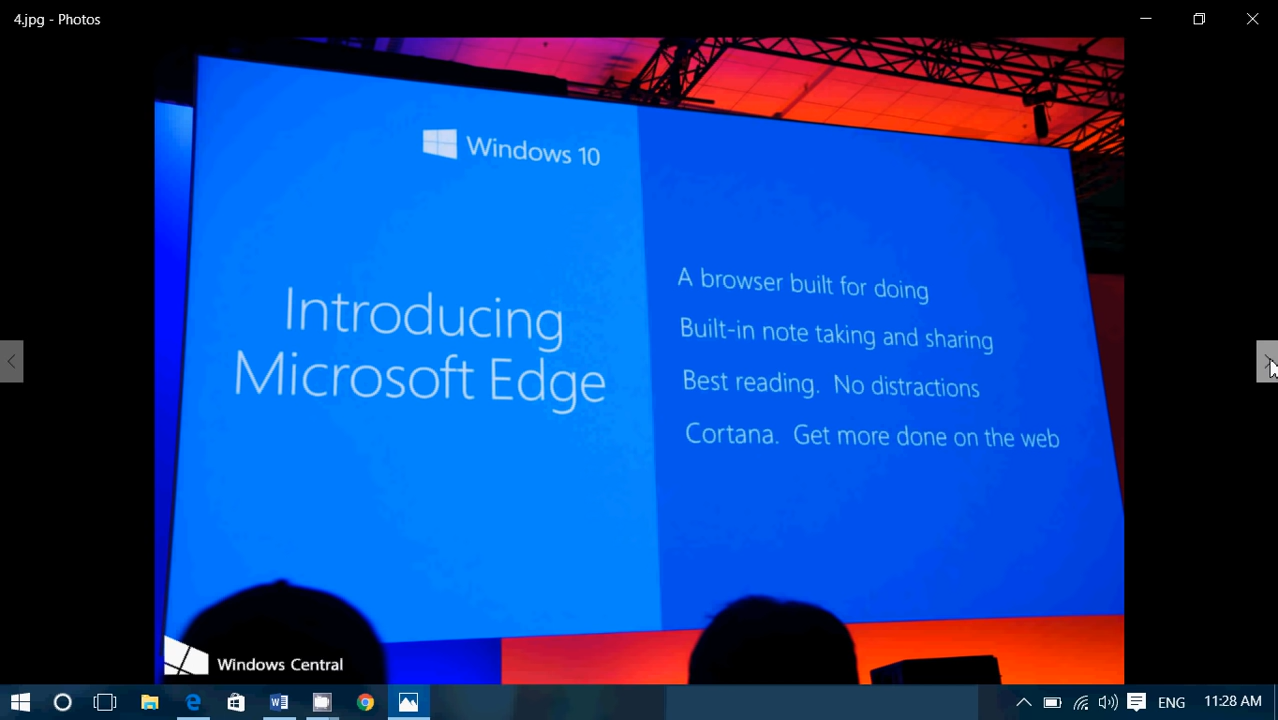 4.jpg - Photos
Windows 10
Introducing
Microsoft Edge
A browser built for doing
Built-in note taking and sharing
Best reading. No distractions
Cortana. Get more done on the web
Windows Central
ENG
11:28 AM